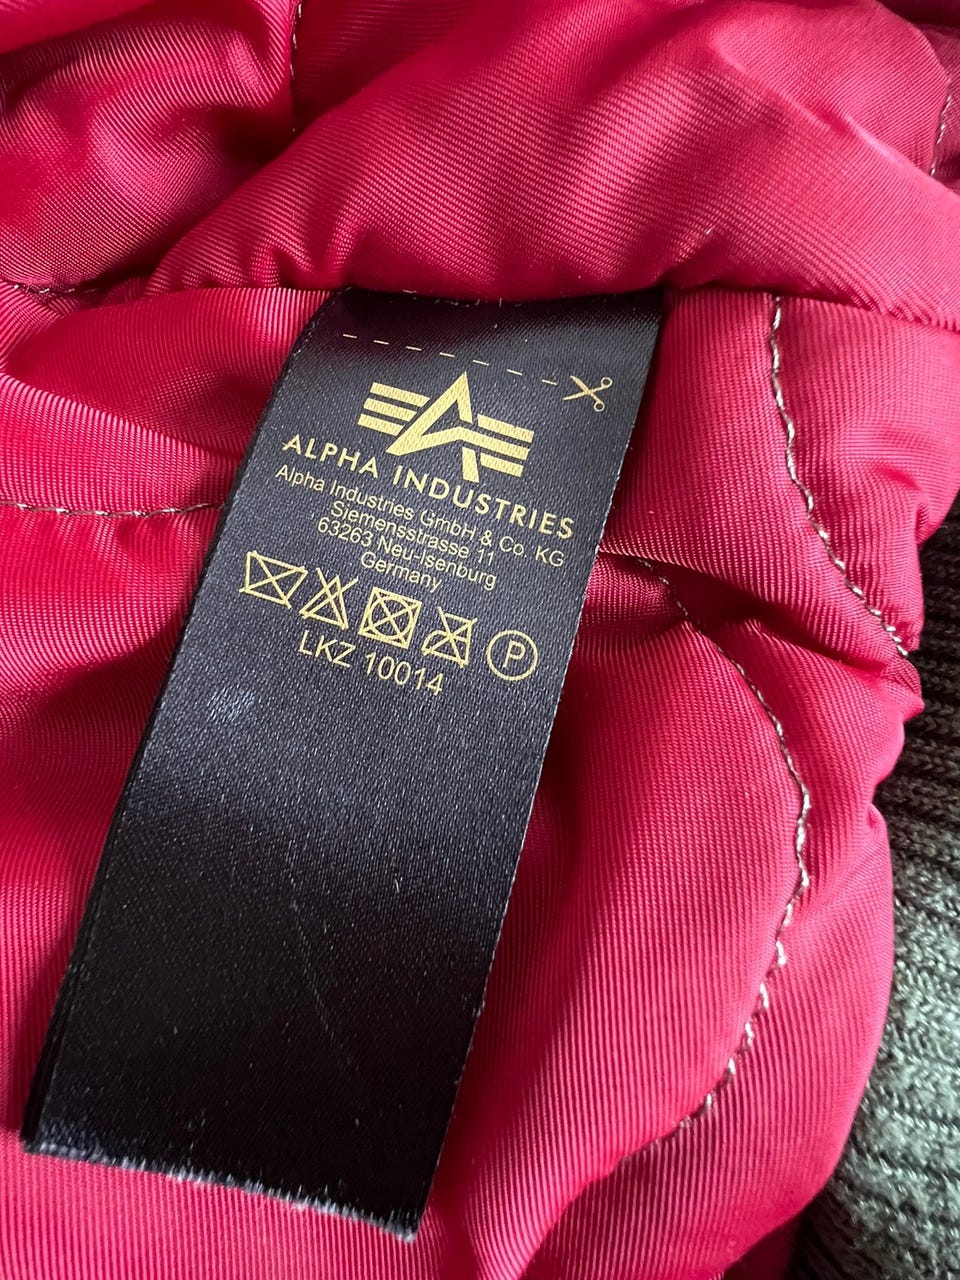 ALPHA INDUSTRIES
Alpha Industries GmbH & Co. KG
Siemensstrasse 11
63263 Neu-Isenburg
Germany
P
LKZ 10014